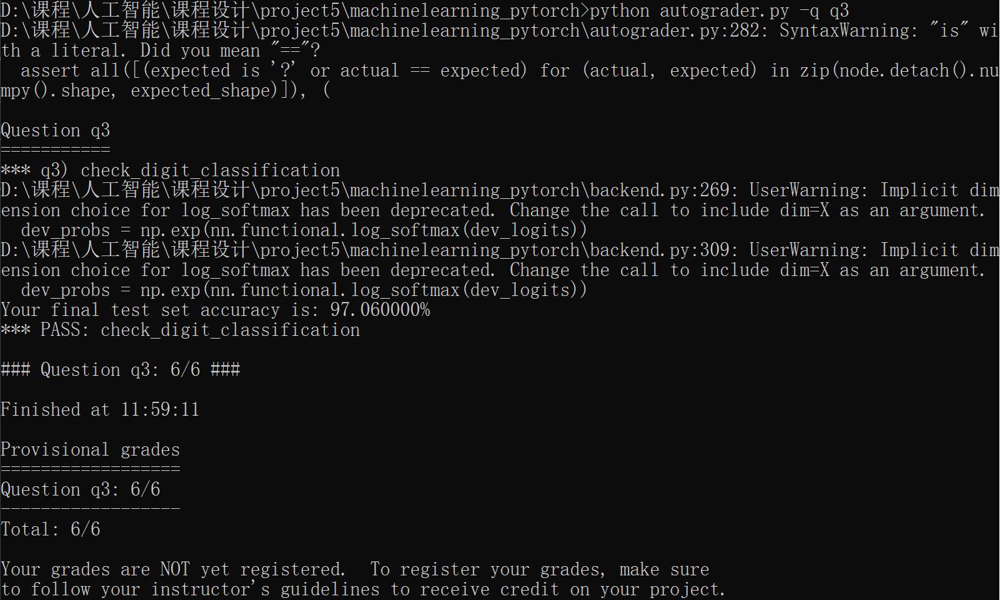 D:\课程\人工智能\课程设计\project5\machinelearning_pytorch>python autograder.py -q q3
D:\课程\人工智能\课程设计\project5\machinelearning_pytorch\autograder.py:282: SyntaxWarning: "is" wi
th a literal. Did you mean "=="?
  assert all([(expected is '?' or actual == expected) for (actual, expected) in zip(node.detach().nu
mpy().shape, expected_shape)]), (
Question q3
===========
*** q3) check_digit_classification
D:\课程\人工智能\课程设计\project5\machinelearning_pytorch\backend.py:269: UserWarning: Implicit dim
ension choice for log_softmax has been deprecated. Change the call to include dim=X as an argument.
  dev_probs = np.exp(nn.functional.log_softmax(dev_logits))
D:\课程\人工智能\课程设计\project5\machinelearning_pytorch\backend.py:309: UserWarning: Implicit dim
ension choice for log_softmax has been deprecated. Change the call to include dim=X as an argument.
  dev_probs = np.exp(nn.functional.log_softmax(dev_logits))
Your final test set accuracy is: 97.060000%
*** PASS: check_digit_classification
### Question q3: 6/6 ###
Finished at 11:59:11
Provisional grades
==================
Question q3: 6/6
------------------
Total: 6/6
Your grades are NOT yet registered.  To register your grades, make sure
to follow your instructor's guidelines to receive credit on your project.